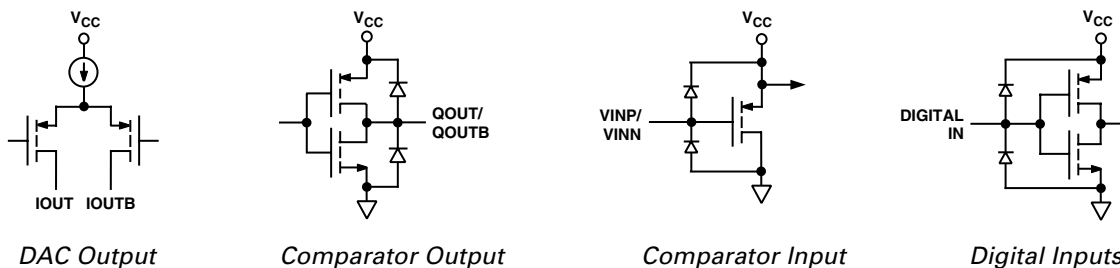 VCC
IOUT IOUTB
DAC Output
VCC
QOUT/
QOUTB
Comparator Output
VCC
VINP/
VINN
Comparator Input
VCC
DIGITAL
IN
Digital Inputs